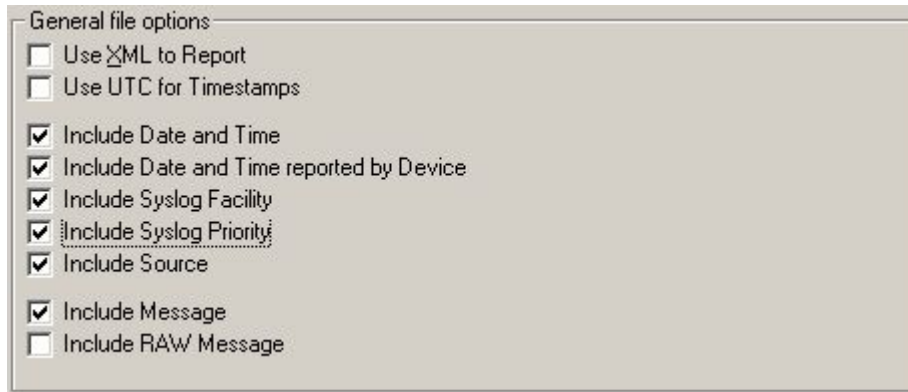 General file options
Use XML to Report
Use UTC for Timestamps
Include Date and Time
Include Date and Time reported by Device
Include Syslog Facility
Include Syslog Priority
Include Source
Include Message
Include RAW Message